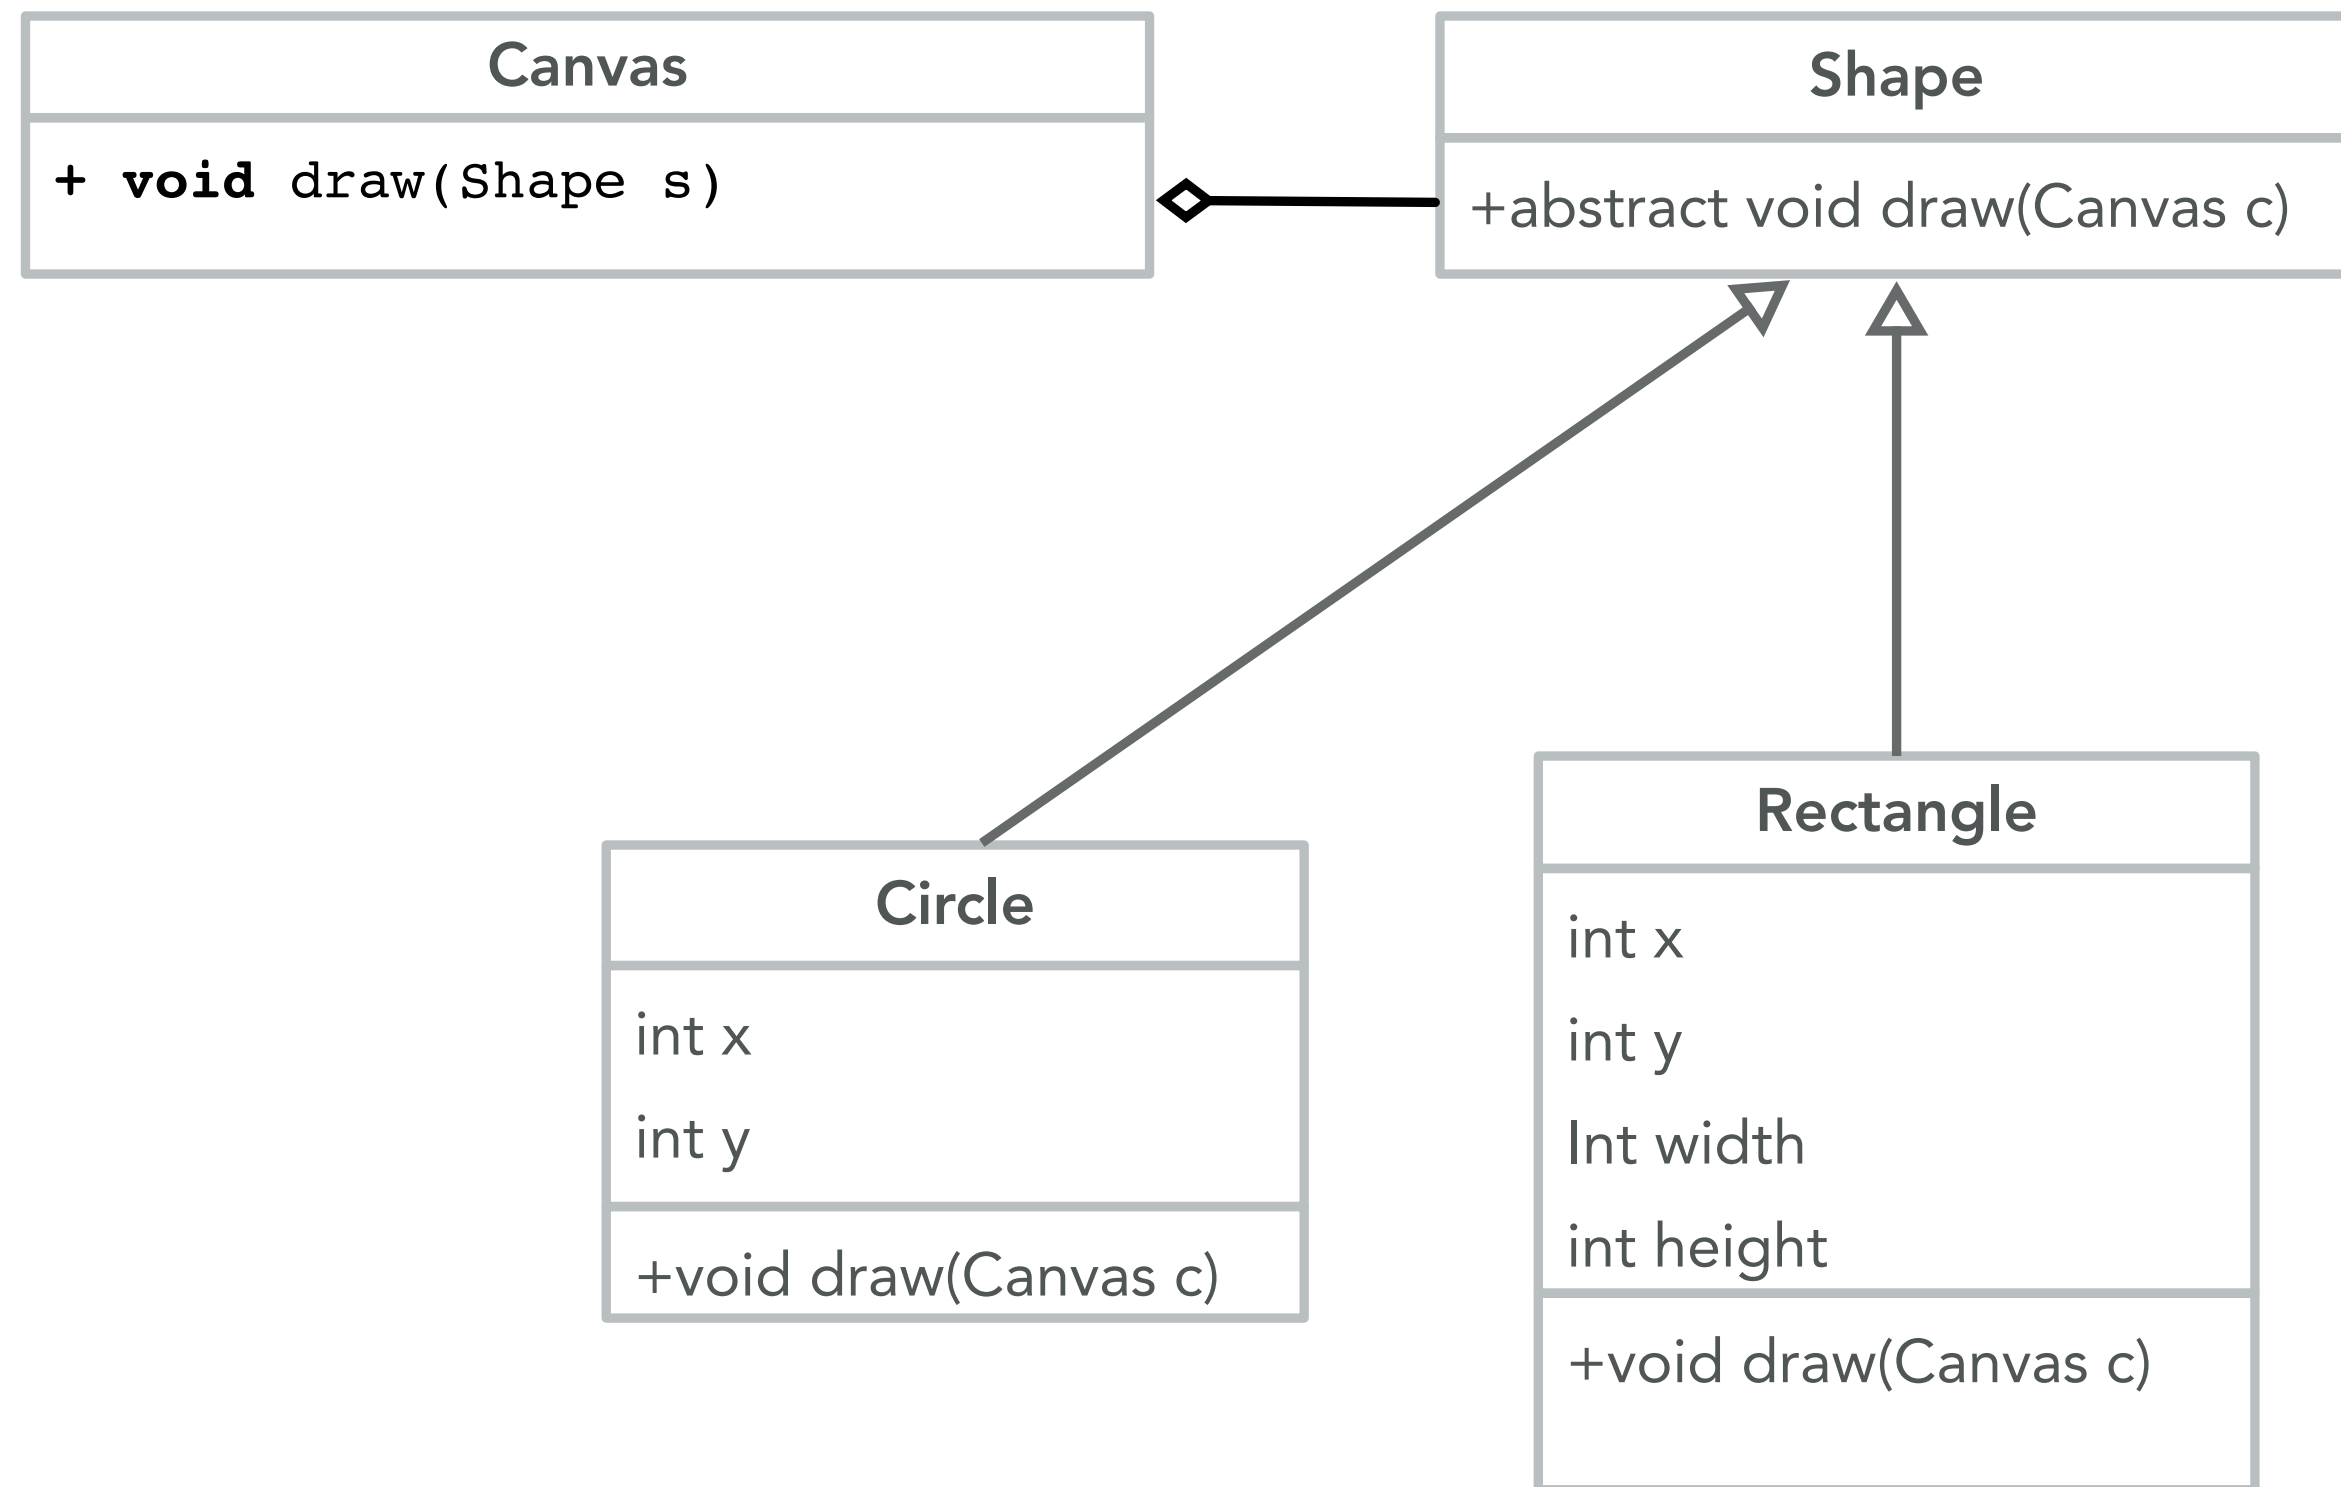 Canvas
+ void draw(Shape s)
Shape
+abstract void draw(Canvas c)
Circle
int x
int y
+void draw(Canvas c)
Rectangle
int x
int y
Int width
int height
+void draw(Canvas c)